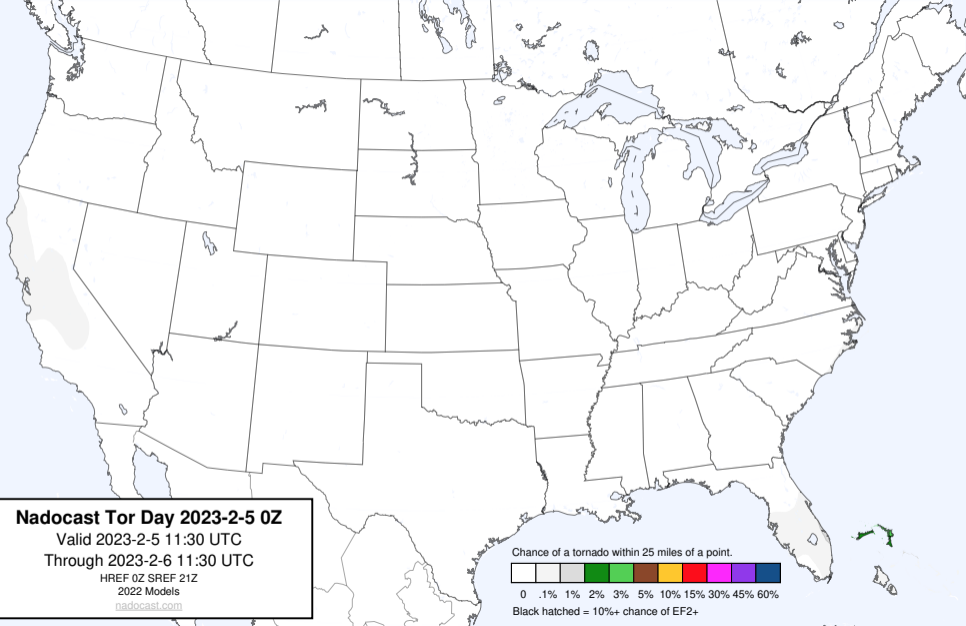 Nadocast Tor Day 2023-2-5 0Z
Valid 2023-2-5 11:30 UTC
Through 2023-2-6 11:30 UTC
HREF 0Z SREF 21Z
2022 Models
nadocast.com
Chance of a tornado within 25 miles of a point.
0 .1% 1% 2% 3% 5% 10% 15% 30% 45% 60%
Black hatched = 10%+ chance of EF2+